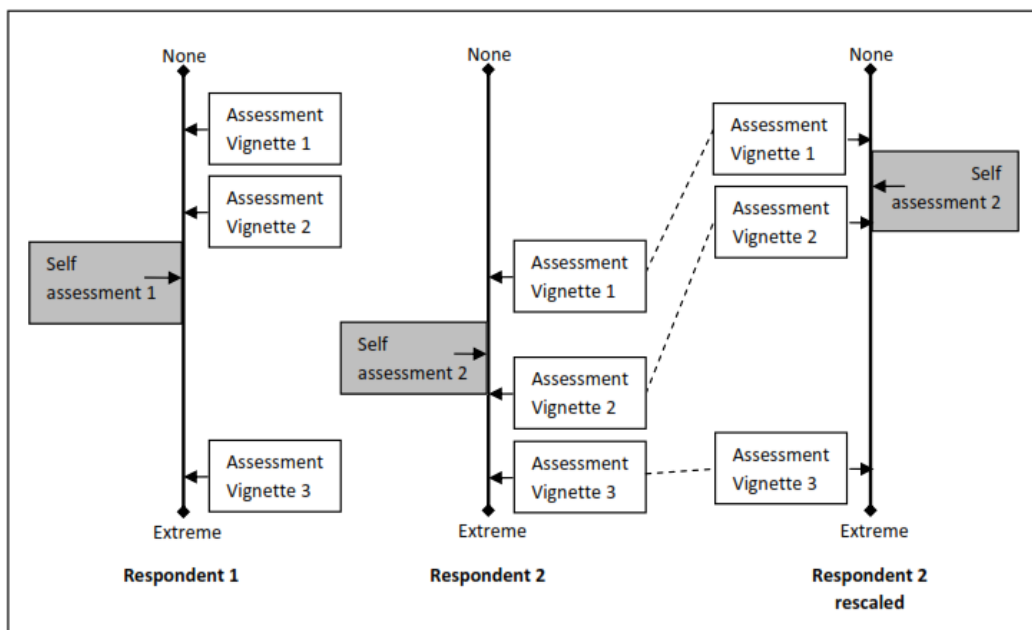 None
Assessment
Vignette 1
Assessment
Vignette 2
Self
assessment 1
Assessment
Vignette 3
Extreme
Respondent 1
None
Assessment
Vignette 1
Self
assessment 2
Assessment
Vignette 2
Assessment
Vignette 3
Extreme
Respondent 2
None
Assessment
Vignette 1
Self
assessment 2
Assessment
Vignette 2
Assessment
Vignette 3
Extreme
Respondent 2
rescaled